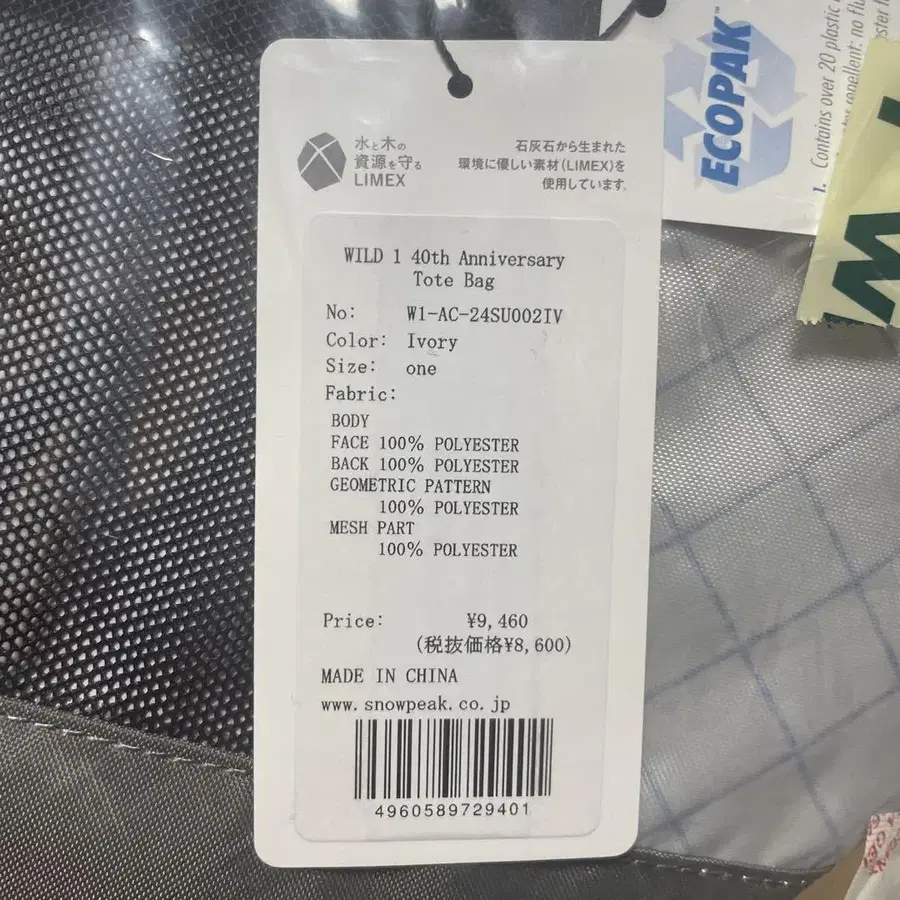 水と木の
資源を守る
LIMEX
石灰石から生まれた
環境に優しい素材(LIMEX)を
使用しています。
WILD 1 40th Anniversary
Tote Bag
No: W1-AC-24SU002IV
Color: Ivory
Size: one
Fabric:
BODY
FACE 100% POLYESTER
BACK 100% POLYESTER
GEOMETRIC PATTERN
100% POLYESTER
MESH PART
100% POLYESTER
Price: ¥9,460
(税抜価格¥8,600)
MADE IN CHINA
www.snowpeak.co.jp
4960589729401
ECOPAK™
1. Contains over 20 plastic
repellent: no